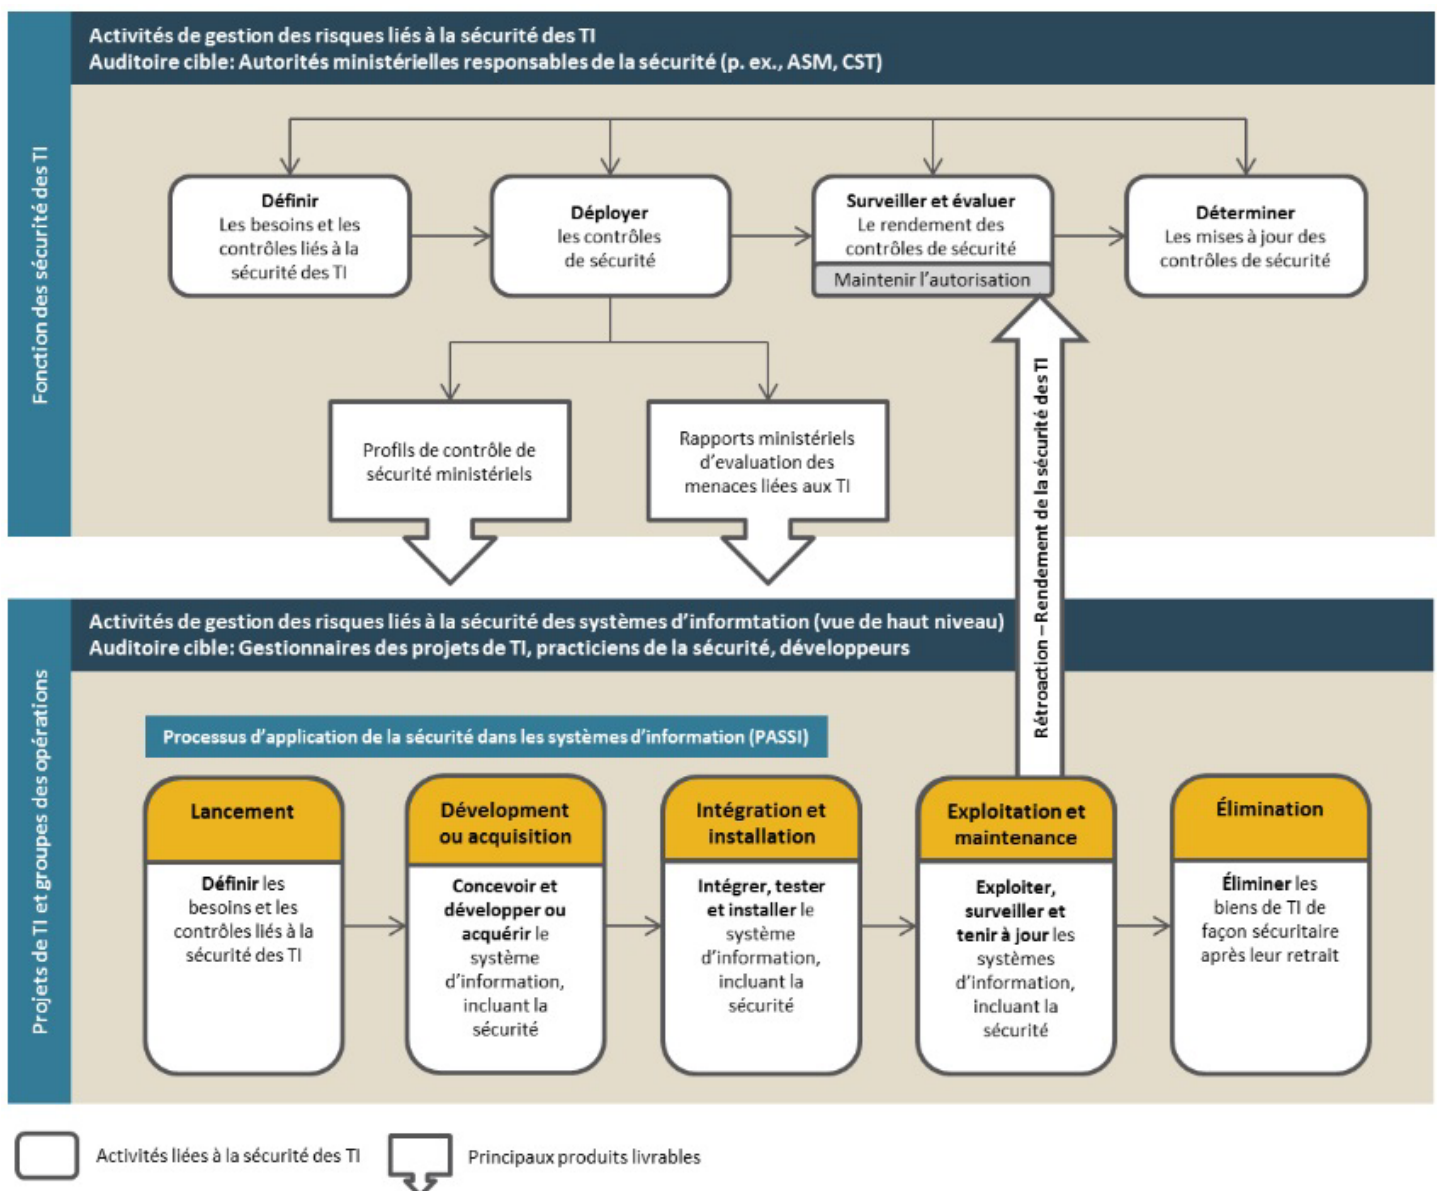 Activités de gestion des risques liés à la sécurité des TI
Auditoire cible: Autorités ministérielles responsables de la sécurité (p. ex., ASM, CST)
Fonction des sécurité des TI
Définir
Les besoins et les
contrôles liés à la
sécurité des TI
Déployer
les contrôles
de sécurité
Surveiller et évaluer
Le rendement des
contrôles de sécurité
Maintenir l'autorisation
Déterminer
Les mises à jour des
contrôles de sécurité
Profils de contrôle de
sécurité ministériels
Rapports ministériels
d'evaluation des
menaces liées aux TI
Rétroaction – Rendement de la sécurité des TI
Activités de gestion des risques liés à la sécurité des systèmes d'informtation (vue de haut niveau)
Auditoire cible: Gestionnaires des projets de TI, practiciens de la sécurité, développeurs
Projets de TI et groupes des opérations
Processus d'application de la sécurité dans les systèmes d'information (PASSI)
Lancement
Définir les
besoins et les
contrôles liés à la
sécurité des TI
Dévelopment
ou acquisition
Concevoir et
développer ou
acquérir le
système
d'information,
incluant la
sécurité
Intégration et
installation
Intégrer, tester
et installer le
système
d'information,
incluant la
sécurité
Exploitation et
maintenance
Exploiter,
surveiller et
tenir à jour les
systèmes
d'information,
incluant la
sécurité
Élimination
Éliminer les
biens de TI de
façon sécuritaire
après leur retrait
Activités liées à la sécurité des TI
Principaux produits livrables